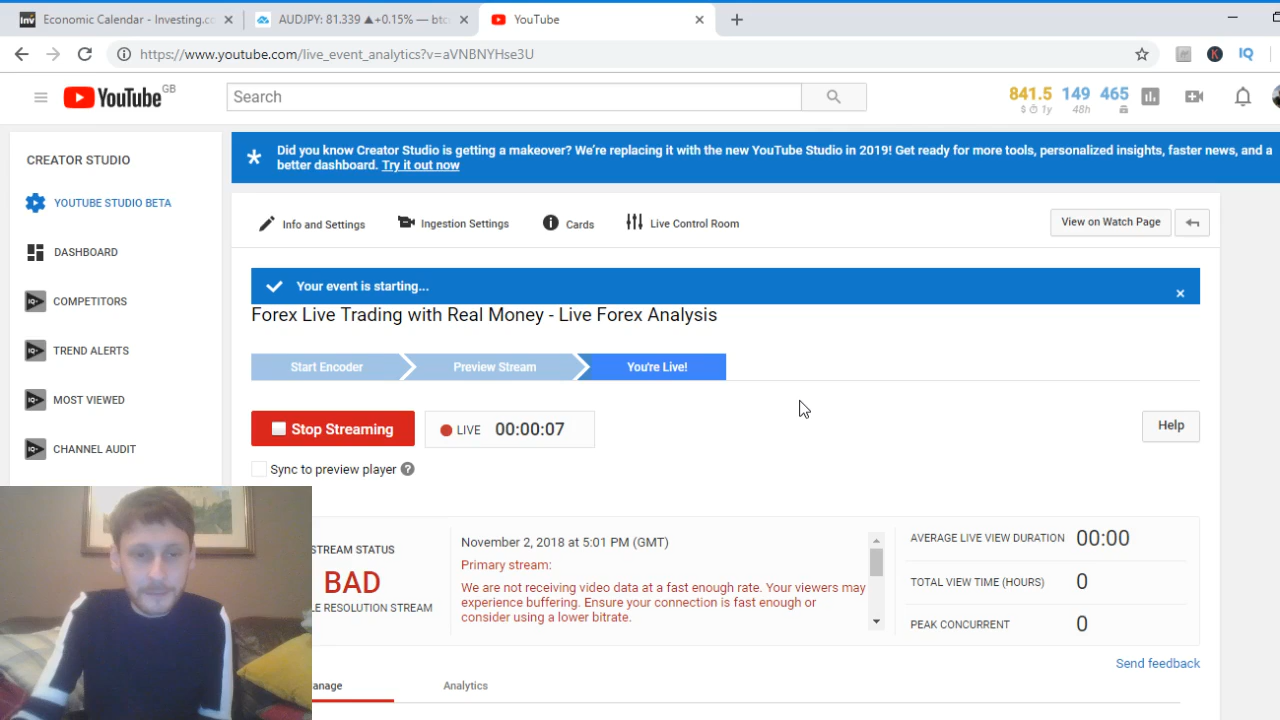 Economic Calendar - Investing.co
AUDJPY: 81.339 ▲+0.15% — btc
YouTube
https://www.youtube.com/live_event_analytics?v=aVNBNYHse3U
YouTube GB
Search
841.5 149 465
$ 1y 48h
CREATOR STUDIO
YOUTUBE STUDIO BETA
DASHBOARD
COMPETITORS
TREND ALERTS
MOST VIEWED
CHANNEL AUDIT
Did you know Creator Studio is getting a makeover? We're replacing it with the new YouTube Studio in 2019! Get ready for more tools, personalized insights, faster news, and a
better dashboard. Try it out now
Info and Settings
Ingestion Settings
Cards
Live Control Room
View on Watch Page
Your event is starting...
Forex Live Trading with Real Money - Live Forex Analysis
Start Encoder
Preview Stream
You're Live!
Stop Streaming
LIVE 00:00:07
Help
Sync to preview player
STREAM STATUS
BAD
LE RESOLUTION STREAM
November 2, 2018 at 5:01 PM (GMT)
Primary stream:
We are not receiving video data at a fast enough rate. Your viewers may
experience buffering. Ensure your connection is fast enough or
consider using a lower bitrate.
AVERAGE LIVE VIEW DURATION 00:00
TOTAL VIEW TIME (HOURS) 0
PEAK CONCURRENT 0
Send feedback
anage
Analytics